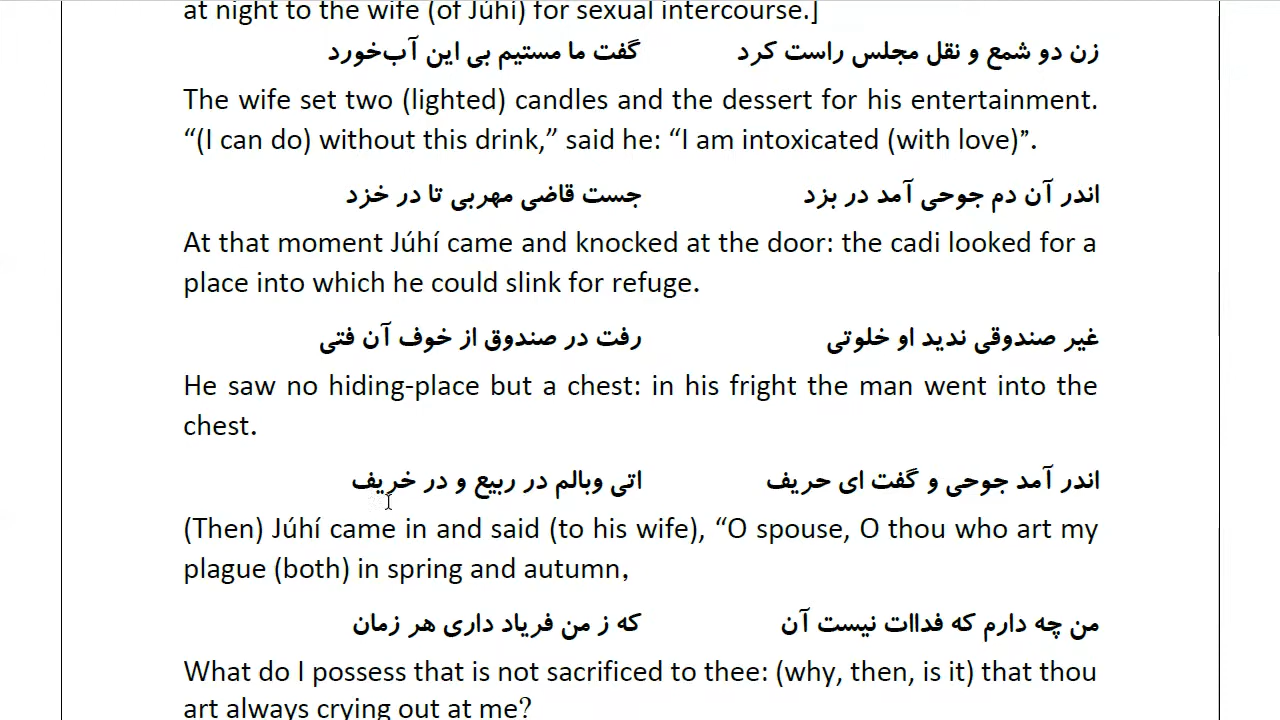 at night to the wife (of Júhí) for sexual intercourse.]
زن دو شمع و نقل مجلس راست کرد گفت ما مستیم بی این آب‌خورد
The wife set two (lighted) candles and the dessert for his entertainment.
“(I can do) without this drink,” said he: “I am intoxicated (with love)”.
اندر آن دم جوحی آمد در بزد جست قاضی مهربی تا در خزد
At that moment Júhí came and knocked at the door: the cadi looked for a
place into which he could slink for refuge.
غیر صندوقی ندید او خلوتی رفت در صندوق از خوف آن فتی
He saw no hiding-place but a chest: in his fright the man went into the
chest.
اندر آمد جوحی و گفت ای حریف اتی وبالم در ربیع و در خریف
(Then) Júhí came in and said (to his wife), “O spouse, O thou who art my
plague (both) in spring and autumn,
من چه دارم که فدااات نیست آن که ز من فریاد داری هر زمان
What do I possess that is not sacrificed to thee: (why, then, is it) that thou
art always crying out at me?